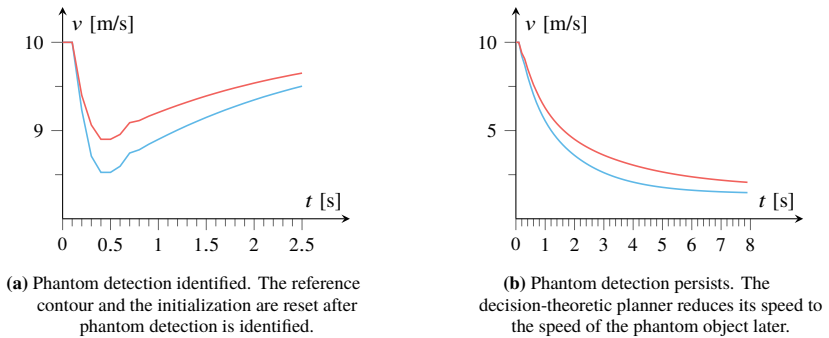 v [m/s]
10
9
t [s]
0 0.5 1 1.5 2 2.5
(a) Phantom detection identified. The reference
contour and the initialization are reset after
phantom detection is identified.
v [m/s]
10
5
t [s]
0 1 2 3 4 5 6 7 8
(b) Phantom detection persists. The
decision-theoretic planner reduces its speed to
the speed of the phantom object later.